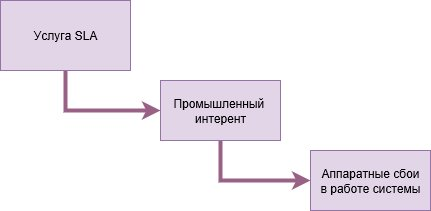 Услуга SLA
Промышленный
интерент
Аппаратные сбои
в работе системы